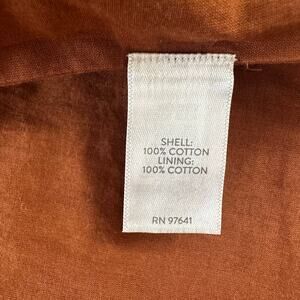 SHELL:
100% COTTON
LINING:
100% COTTON
RN 97641